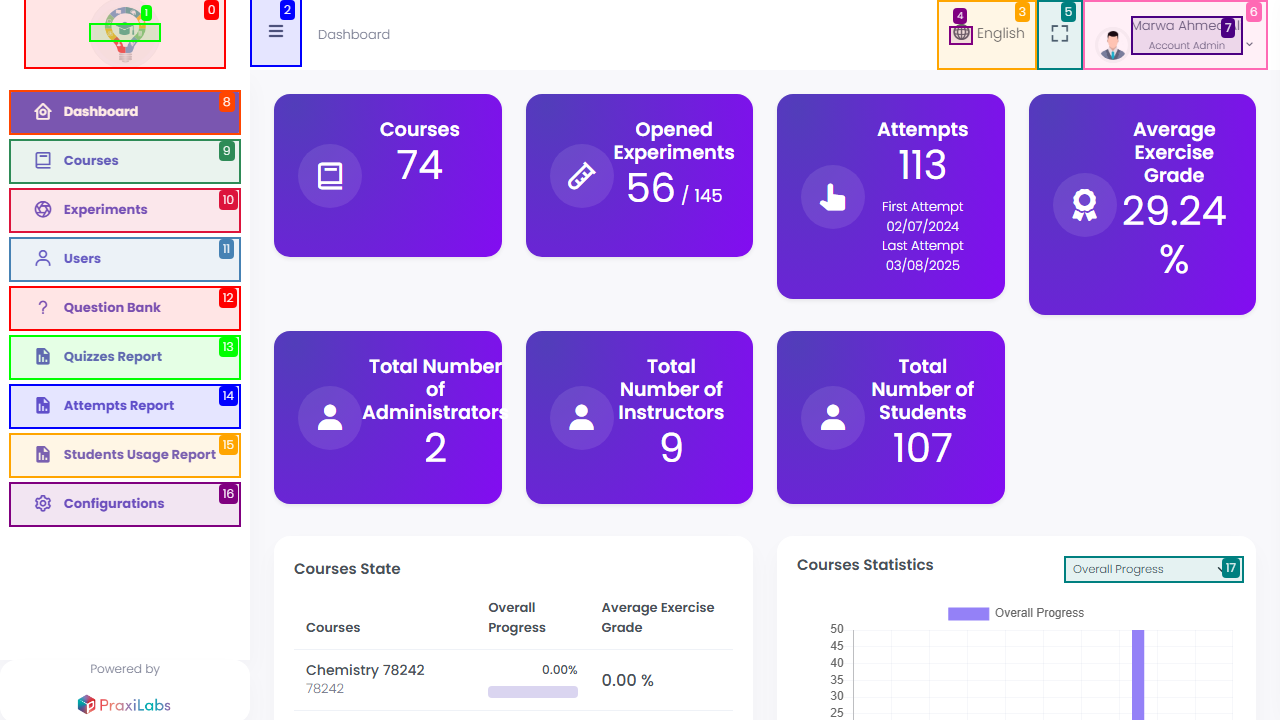 0
1
2
Dashboard
3
4
English
5
6
Marwa Ahmed
7
Account Admin
Dashboard
8
Courses
9
Experiments
10
Users
11
Question Bank
12
Quizzes Report
13
Attempts Report
14
Students Usage Report
15
Configurations
16
Powered by
PraxiLabs
Courses
74
Opened
Experiments
56 / 145
Attempts
113
First Attempt
02/07/2024
Last Attempt
03/08/2025
Average
Exercise
Grade
29.24
%
Total Number
of
Administrators
2
Total
Number of
Instructors
9
Total
Number of
Students
107
Courses State
Courses
Overall
Progress
Average Exercise
Grade
Chemistry 78242
78242
0.00%
0.00 %
Courses Statistics
Overall Progress
17
Overall Progress
50
45
40
35
30
25